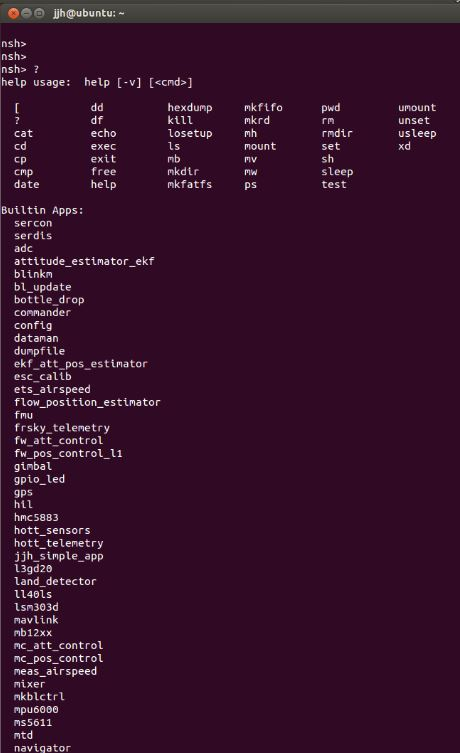 jjh@ubuntu: ~
nsh>
nsh>
nsh> ?
help usage:  help [-v] [<cmd>]
[ dd hexdump mkfifo pwd umount
? df kill mkrd rm unset
cat echo losetup mh rmdir usleep
cd exec ls mount set xd
cp exit mb mv sh
cmp free mkdir mw sleep
date help mkfatfs ps test
Builtin Apps:
sercon
serdis
adc
attitude_estimator_ekf
blinkm
bl_update
bottle_drop
commander
config
dataman
dumpfile
ekf_att_pos_estimator
esc_calib
ets_airspeed
flow_position_estimator
fmu
frsky_telemetry
fw_att_control
fw_pos_control_l1
gimbal
gpio_led
gps
hil
hmc5883
hott_sensors
hott_telemetry
jjh_simple_app
l3gd20
land_detector
ll40ls
lsm303d
mavlink
mb12xx
mc_att_control
mc_pos_control
meas_airspeed
mixer
mkblctrl
mpu6000
ms5611
mtd
navigator